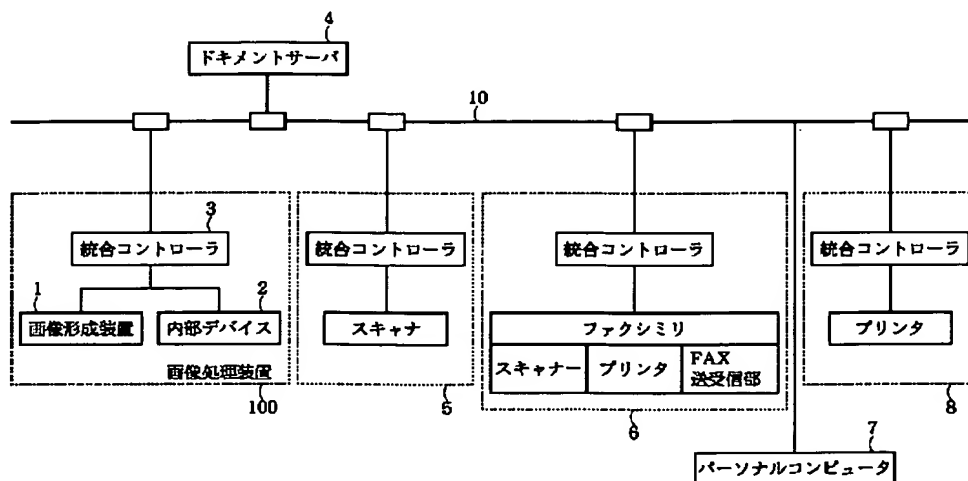 4
ドキメントサーバ
10
3
統合コントローラ
統合コントローラ
統合コントローラ
統合コントローラ
1
2
画像形成装置
内部デバイス
スキャナ
ファクシミリ
プリンタ
スキャナー
プリンタ
FAX
送受信部
画像処理装置
100
5
6
8
7
パーソナルコンピュータ